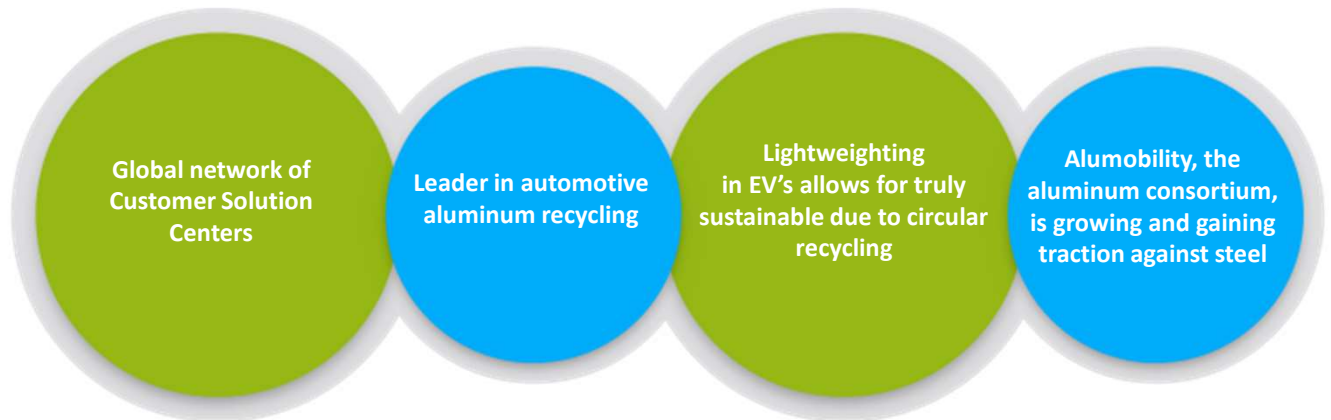 Global network of
Customer Solution
Centers
Leader in automotive
aluminum recycling
Lightweighting
in EV's allows for truly
sustainable due to circular
recycling
Alumobility, the
aluminum consortium,
is growing and gaining
traction against steel